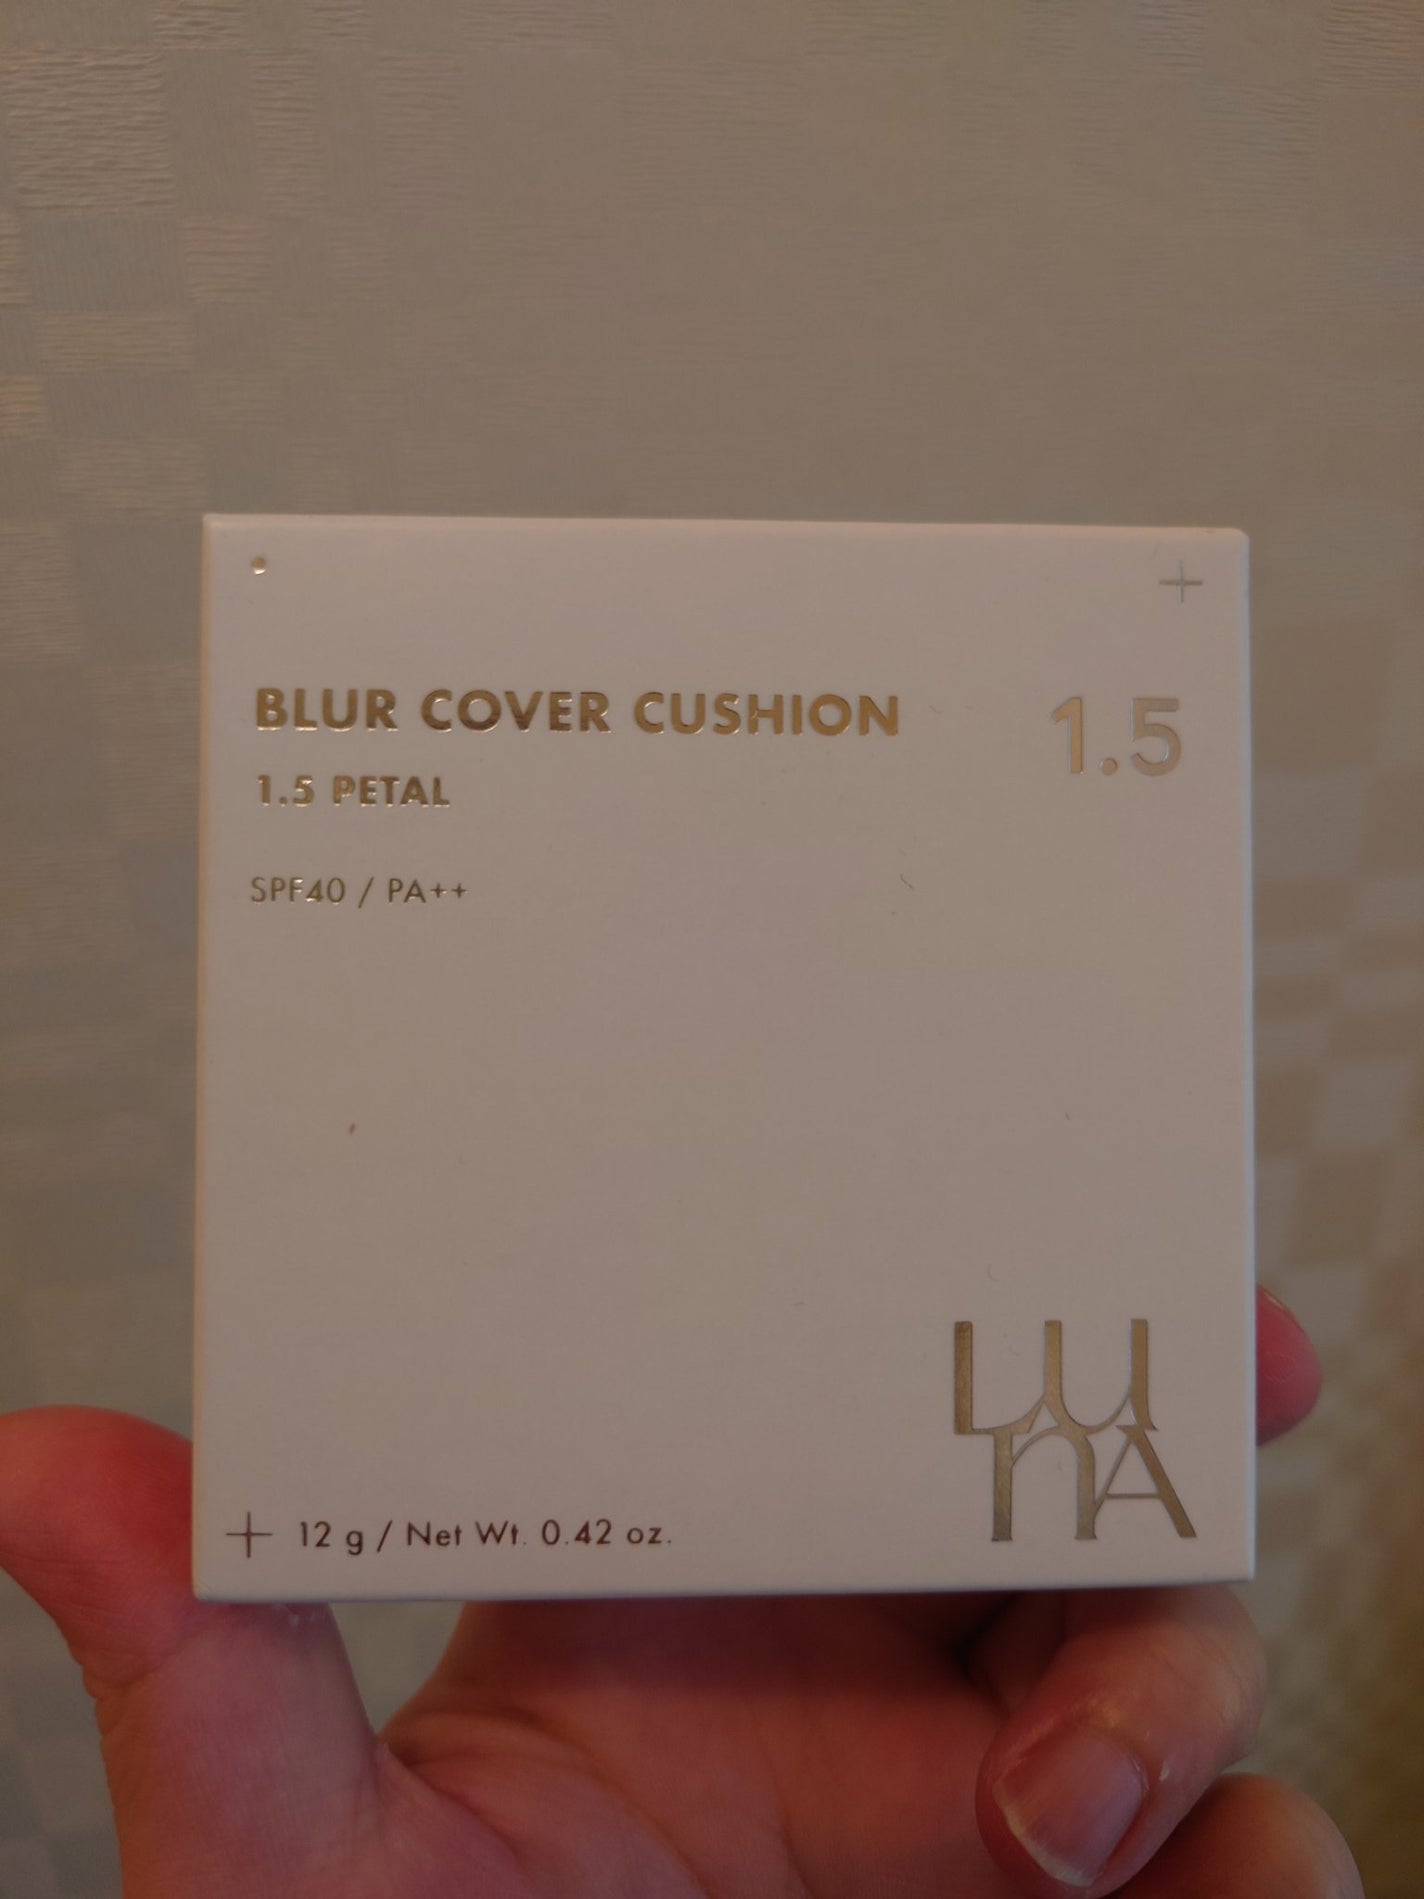 BLUR COVER CUSHION
1.5
1.5 PETAL
SPF40 / PA++
LUNA
12 g / Net Wt. 0.42 oz.